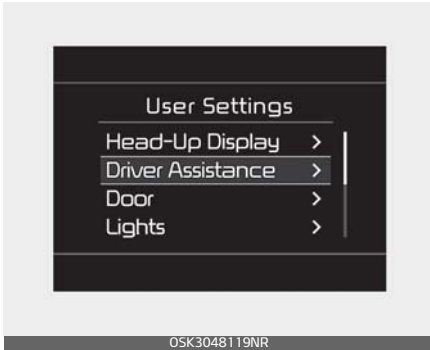 User Settings
Head-Up Display >
Driver Assistance >
Door >
Lights >
OSK3048119NR